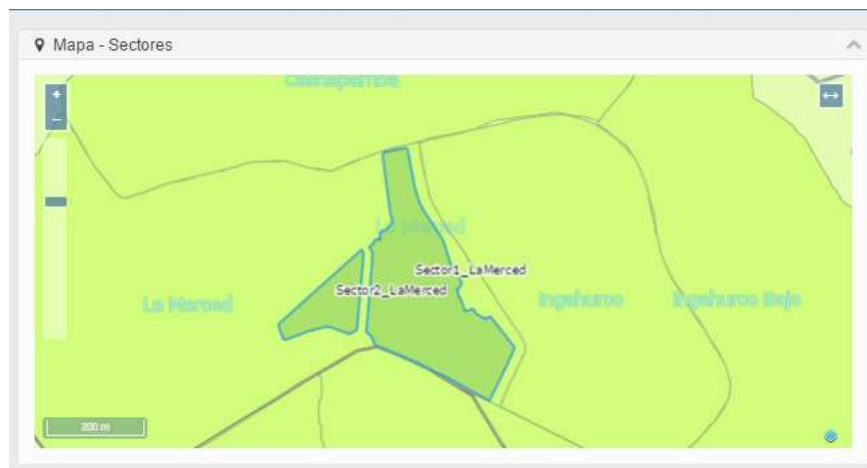 Mapa - Sectores
+
−
La Merced
Sector1_LaMerced
Sector2_LaMerced
La Merced
Ingahurco
Ingahurco Bajo
200 m